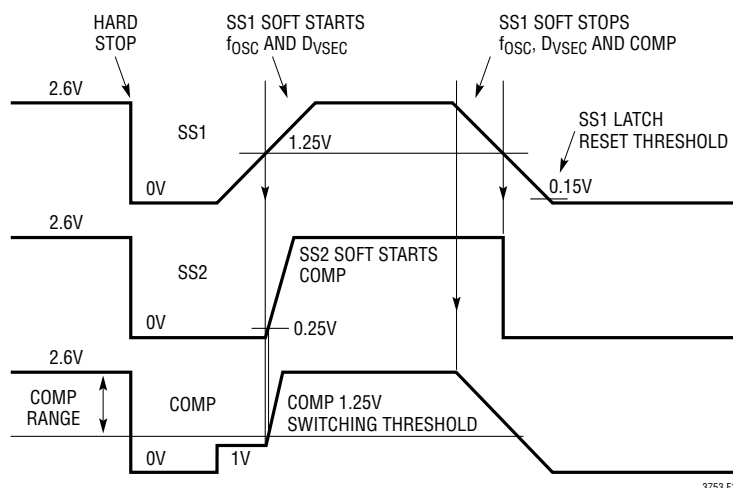 HARD
STOP
SS1 SOFT STARTS
fOSC AND DVSEC
SS1 SOFT STOPS
fOSC, DVSEC AND COMP
2.6V
SS1
1.25V
SS1 LATCH
RESET THRESHOLD
0V
0.15V
2.6V
SS2
SS2 SOFT STARTS
COMP
0V
0.25V
2.6V
COMP
RANGE
COMP
COMP 1.25V
SWITCHING THRESHOLD
0V
1V